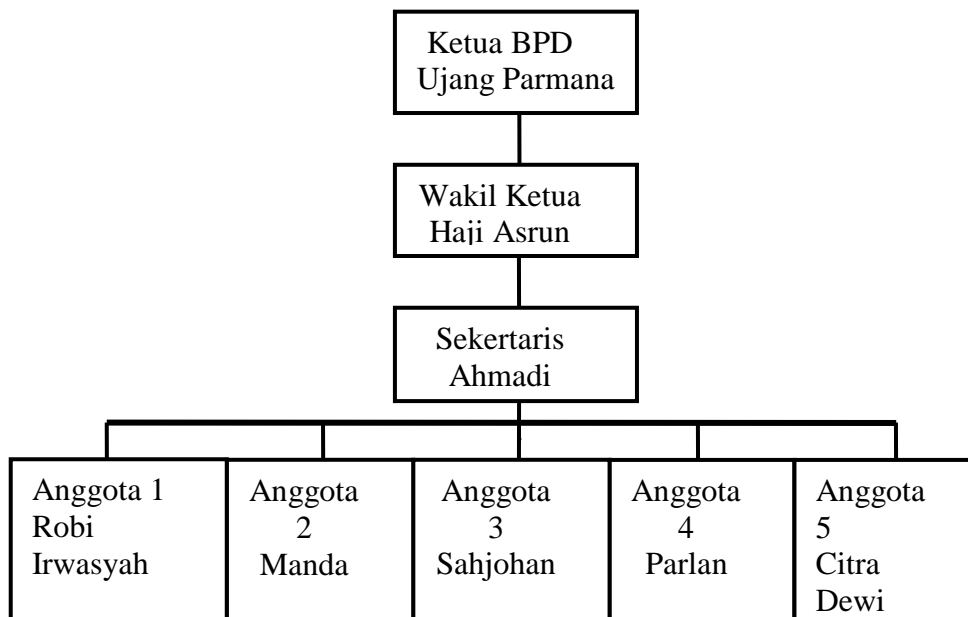 Ketua BPD
Ujang Parmana
Wakil Ketua
Haji Asrun
Sekertaris
Ahmadi
Anggota 1
Robi
Irwasyah
Anggota
2
Manda
Anggota
3
Sahjohan
Anggota
4
Parlan
Anggota
5
Citra
Dewi